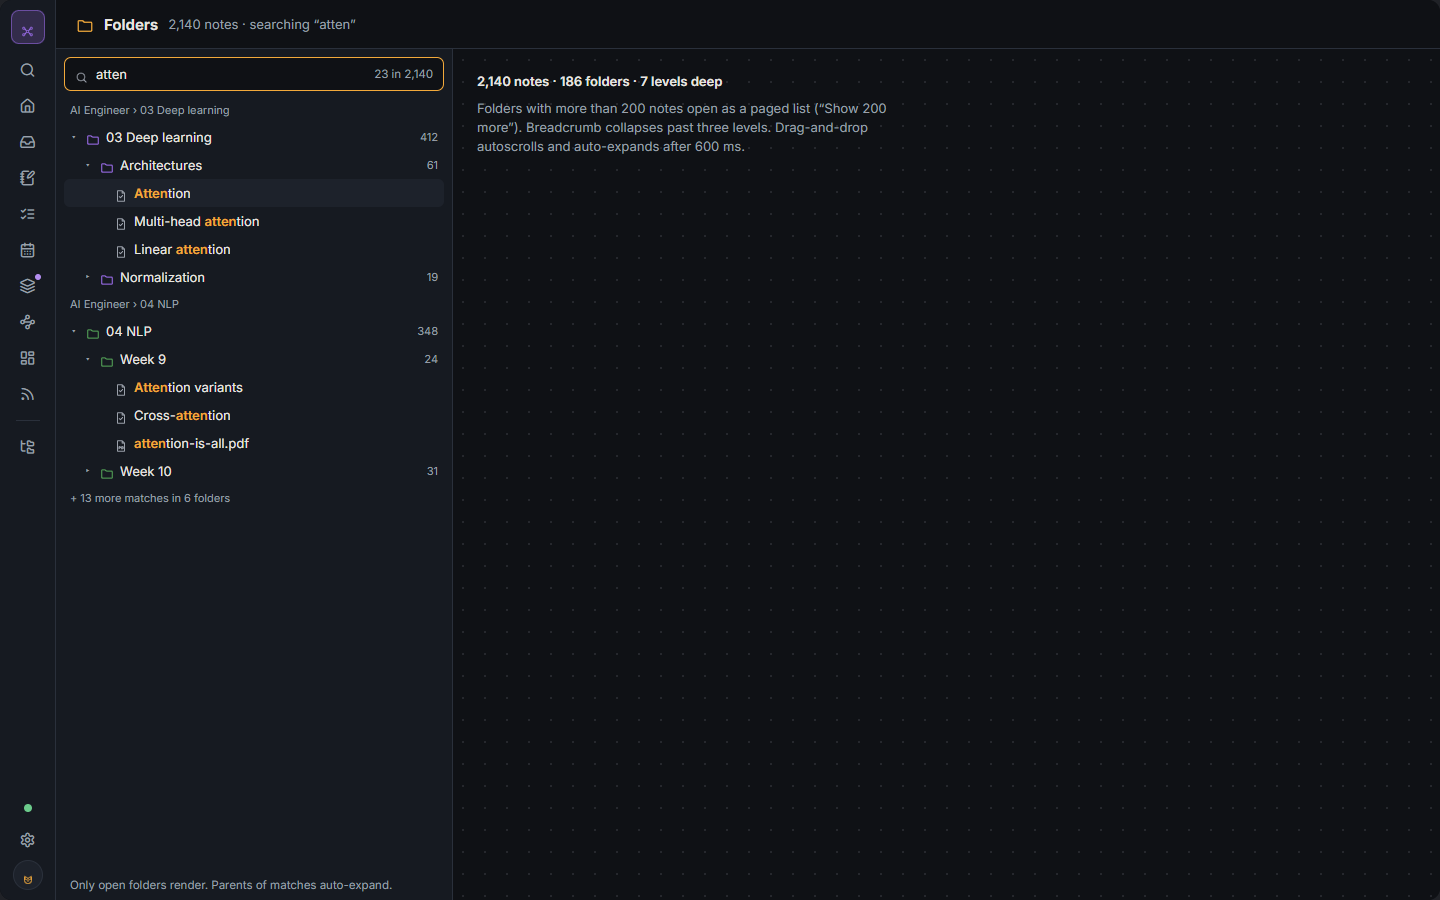 Folders 2,140 notes · searching “atten”
atten 23 in 2,140
AI Engineer › 03 Deep learning
03 Deep learning 412
Architectures 61
Attention
Multi-head attention
Linear attention
Normalization 19
AI Engineer › 04 NLP
04 NLP 348
Week 9 24
Attention variants
Cross-attention
attention-is-all.pdf
Week 10 31
+ 13 more matches in 6 folders
Only open folders render. Parents of matches auto-expand.
2,140 notes · 186 folders · 7 levels deep
Folders with more than 200 notes open as a paged list (“Show 200
more”). Breadcrumb collapses past three levels. Drag-and-drop
autoscrolls and auto-expands after 600 ms.